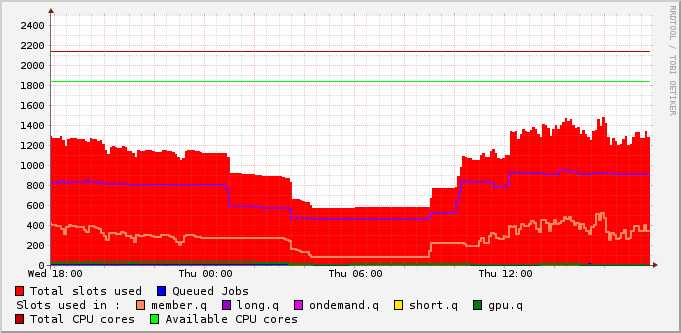 RRDTOOL / TOBI OETIKER
2400
2200
2000
1800
1600
1400
1200
1000
800
600
400
200
0
Wed 18:00 Thu 00:00 Thu 06:00 Thu 12:00
Total slots used Queued Jobs
Slots used in : member.q long.q ondemand.q short.q gpu.q
Total CPU cores Available CPU cores